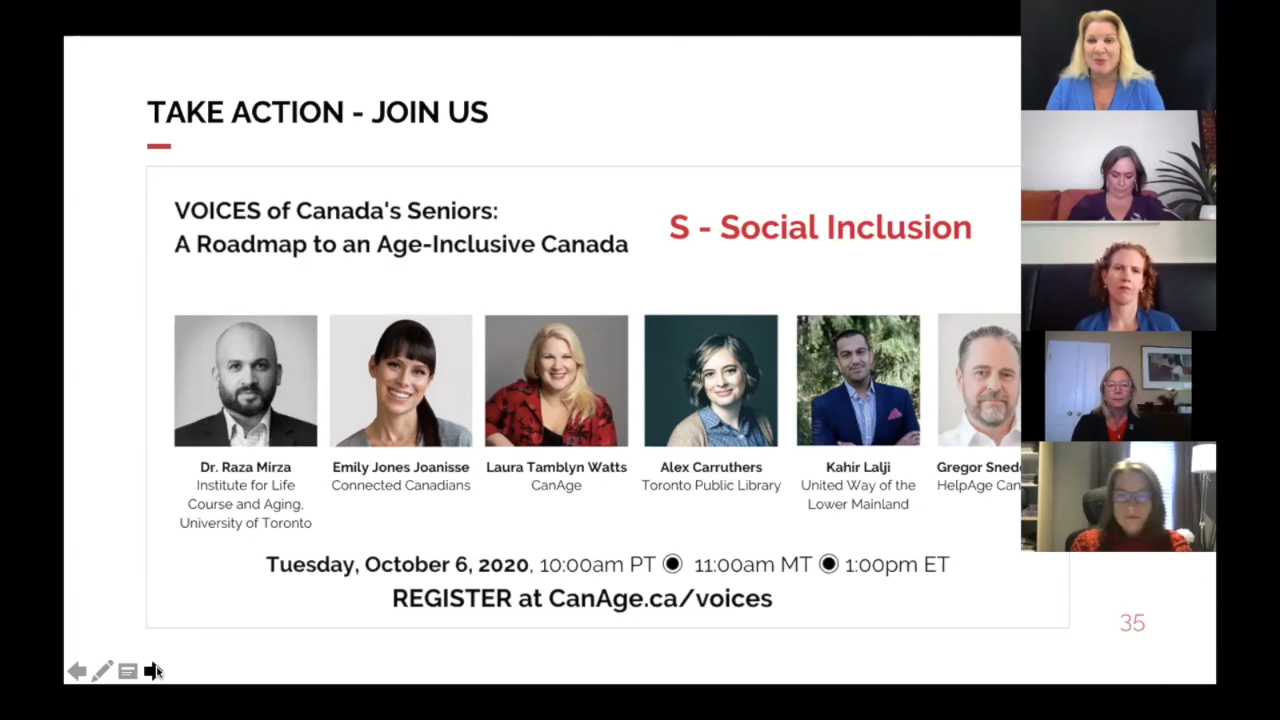 TAKE ACTION - JOIN US
VOICES of Canada's Seniors:
A Roadmap to an Age-Inclusive Canada
S - Social Inclusion
Dr. Raza Mirza
Institute for Life
Course and Aging,
University of Toronto
Emily Jones Joanisse
Connected Canadians
Laura Tamblyn Watts
CanAge
Alex Carruthers
Toronto Public Library
Kahir Lalji
United Way of the
Lower Mainland
Gregor
HelpAge
Tuesday, October 6, 2020, 10:00am PT ◉ 11:00am MT ◉ 1:00pm ET
REGISTER at CanAge.ca/voices
35